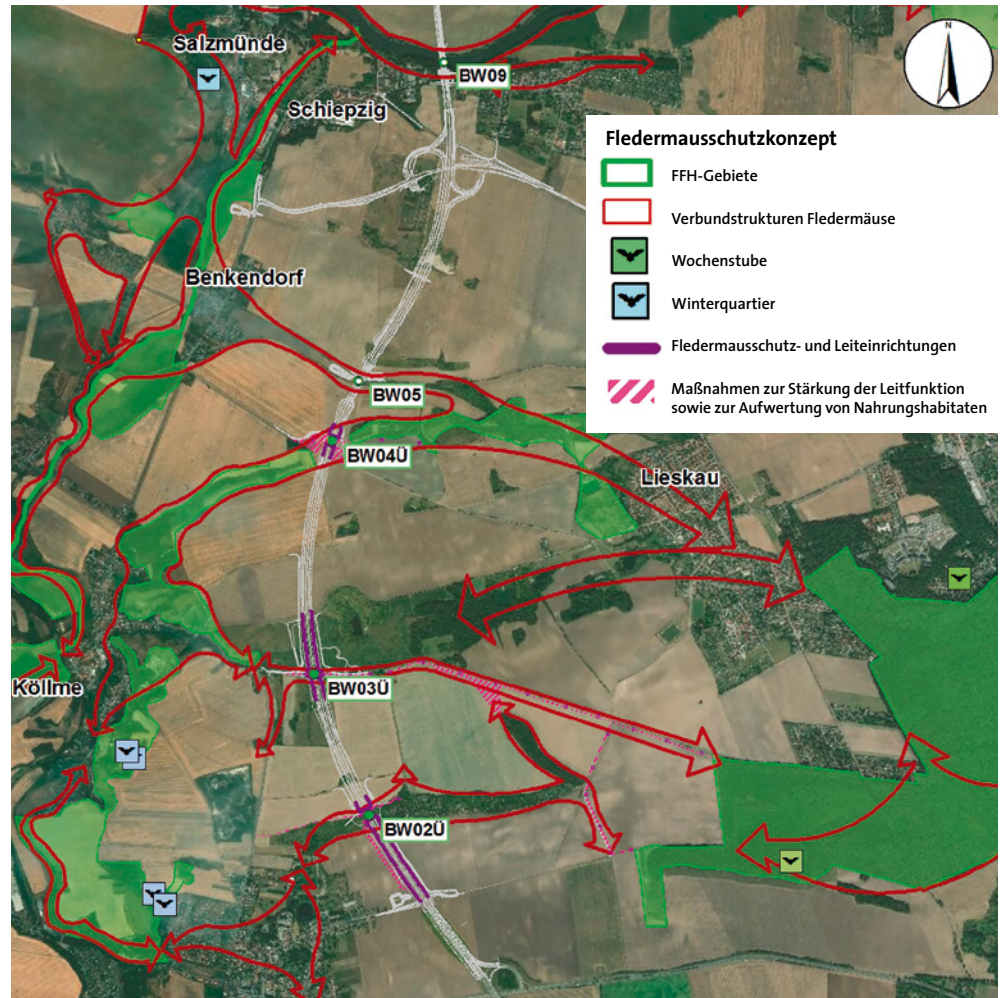 Salzmünde
BW09
N
Schiepzig
Fledermausschutzkonzept
FFH-Gebiete
Verbundstrukturen Fledermäuse
Wochenstube
Benkendorf
Winterquartier
Fledermausschutz- und Leiteinrichtungen
Maßnahmen zur Stärkung der Leitfunktion
sowie zur Aufwertung von Nahrungshabitaten
BW05
BW04Ü
Lieskau
Köllme
BW03Ü
BW02Ü